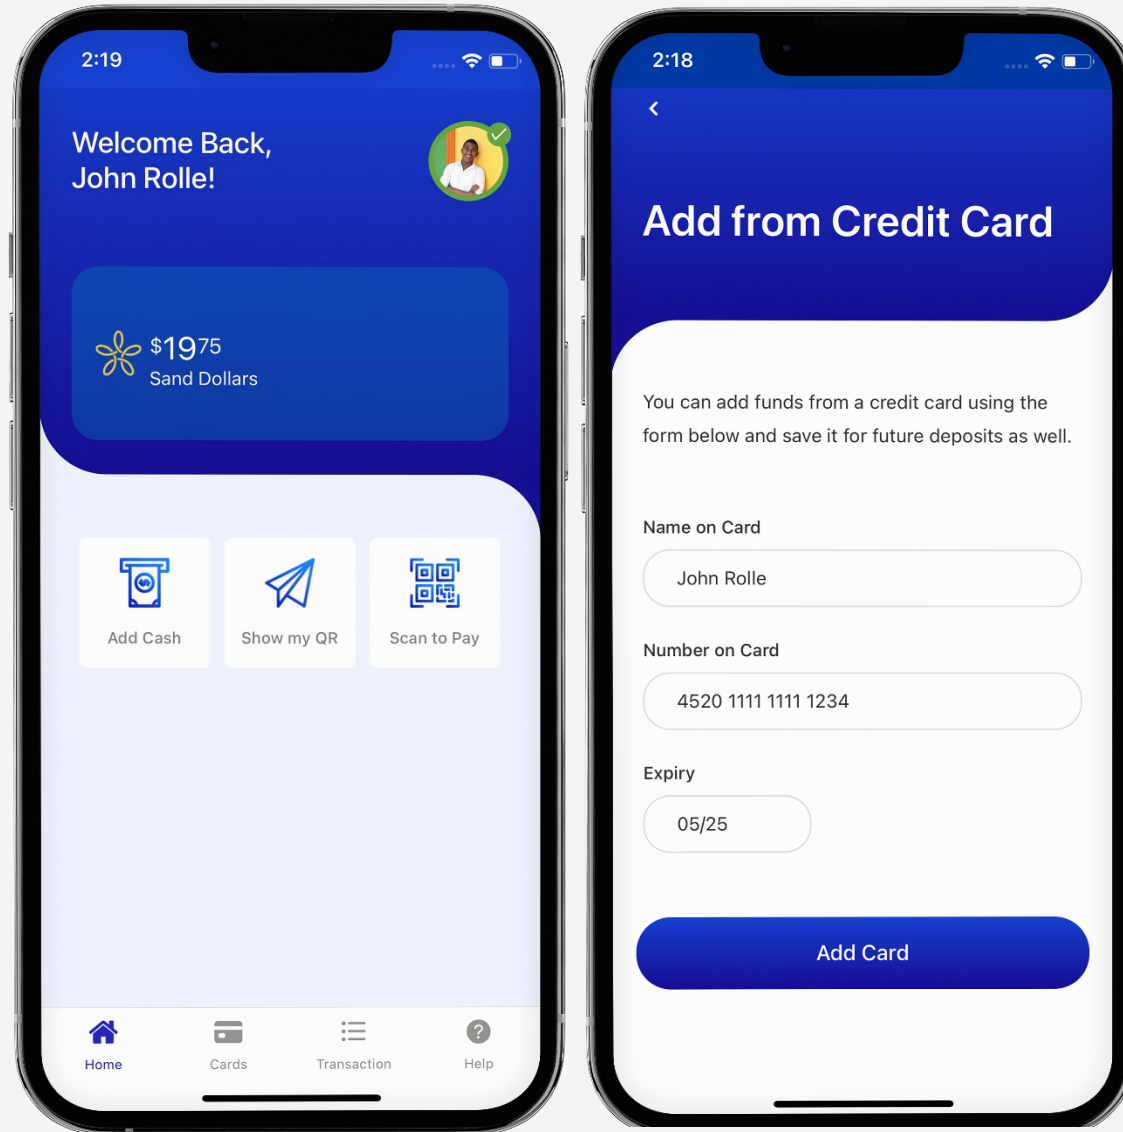 2:19
Welcome Back,
John Rolle!
$1975
Sand Dollars
Add Cash
Show my QR
Scan to Pay
Home
Cards
Transaction
Help
2:18
Add from Credit Card
You can add funds from a credit card using the
form below and save it for future deposits as well.
Name on Card
John Rolle
Number on Card
4520 1111 1111 1234
Expiry
05/25
Add Card